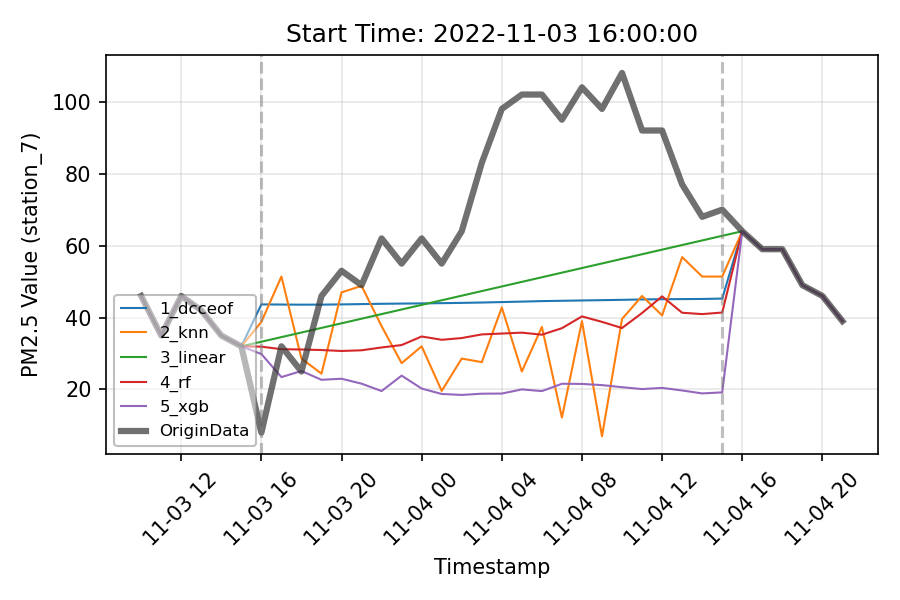 Start Time: 2022-11-03 16:00:00
PM2.5 Value (station_7)
100
80
60
40
20
1_dcceof
2_knn
3_linear
4_rf
5_xgb
OriginData
11-03 12
11-03 16
11-03 20
11-04 00
11-04 04
11-04 08
11-04 12
11-04 16
11-04 20
Timestamp